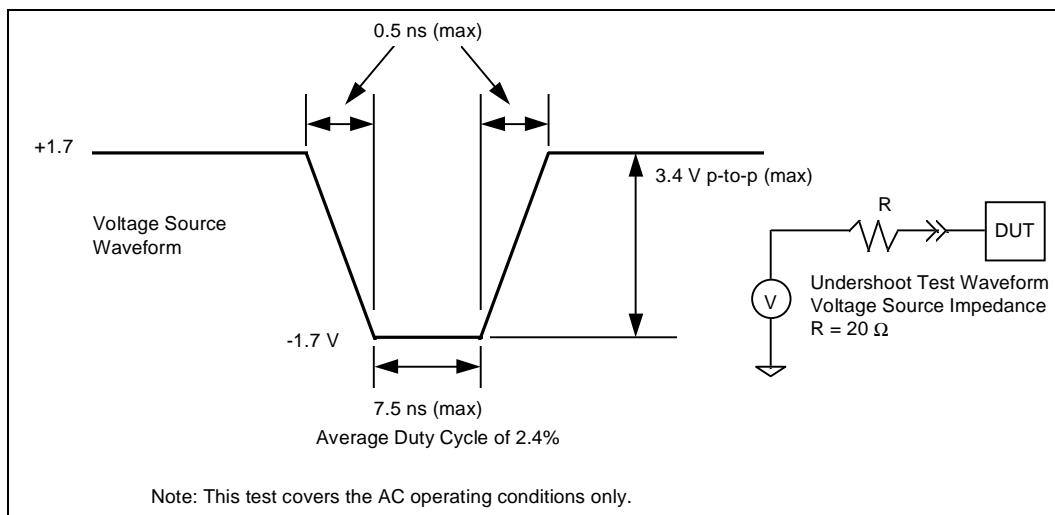 0.5 ns (max)
+1.7
3.4 V p-to-p (max)
Voltage Source
Waveform
R
DUT
V
Undershoot Test Waveform
Voltage Source Impedance
R = 20 Ω
-1.7 V
7.5 ns (max)
Average Duty Cycle of 2.4%
Note: This test covers the AC operating conditions only.